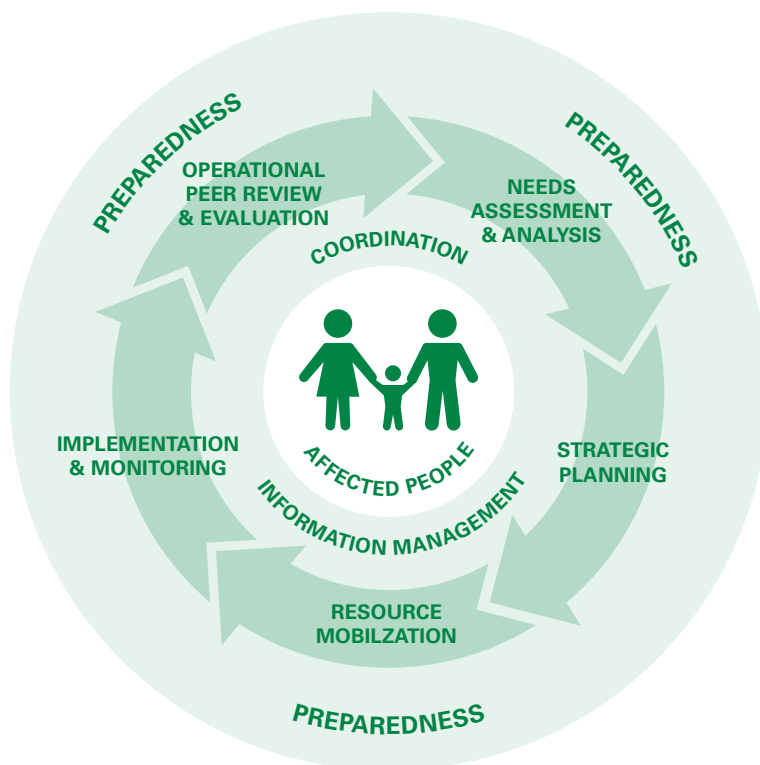 PREPAREDNESS
PREPAREDNESS
OPERATIONAL
PEER REVIEW
& EVALUATION
NEEDS
ASSESSMENT
& ANALYSIS
COORDINATION
AFFECTED PEOPLE
INFORMATION MANAGEMENT
IMPLEMENTATION
& MONITORING
STRATEGIC
PLANNING
RESOURCE
MOBILZATION
PREPAREDNESS